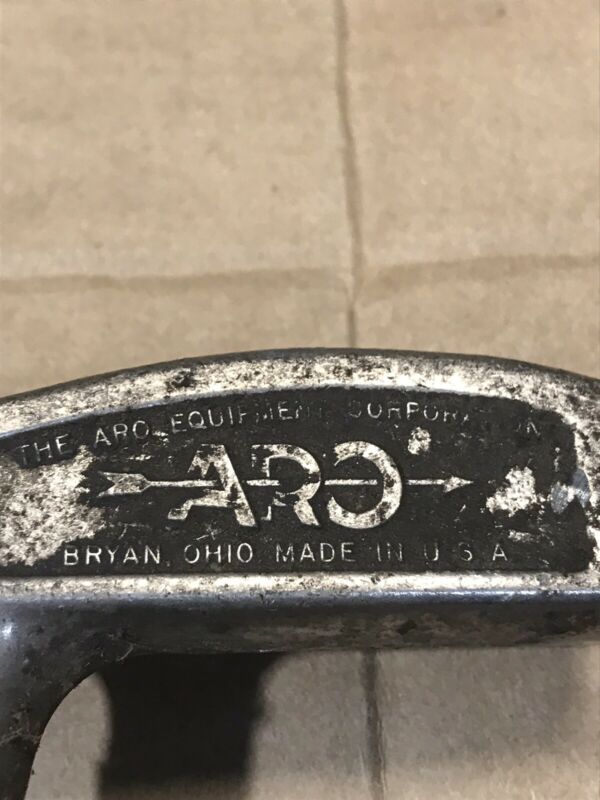 THE ARO EQUIPMENT CORPORATION
ARO
BRYAN, OHIO MADE IN U.S.A